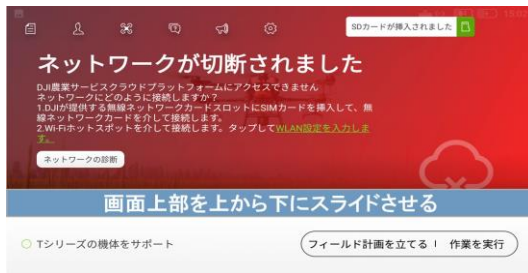 SDカードが挿入されました
ネットワークが切断されました
DJI農業サービスクラウドプラットフォームにアクセスできません
ネットワークにどのように接続しますか？
1.DJIが提供する無線ネットワークカードスロットにSIMカードを挿入して、無
線ネットワークカードを介して接続します。
2.Wi-Fiホットスポットを介して接続します。タップしてWLAN設定を入力しま
す。
ネットワークの診断
画面上部を上から下にスライドさせる
Tシリーズの機体をサポート
フィールド計画を立てる | 作業を実行